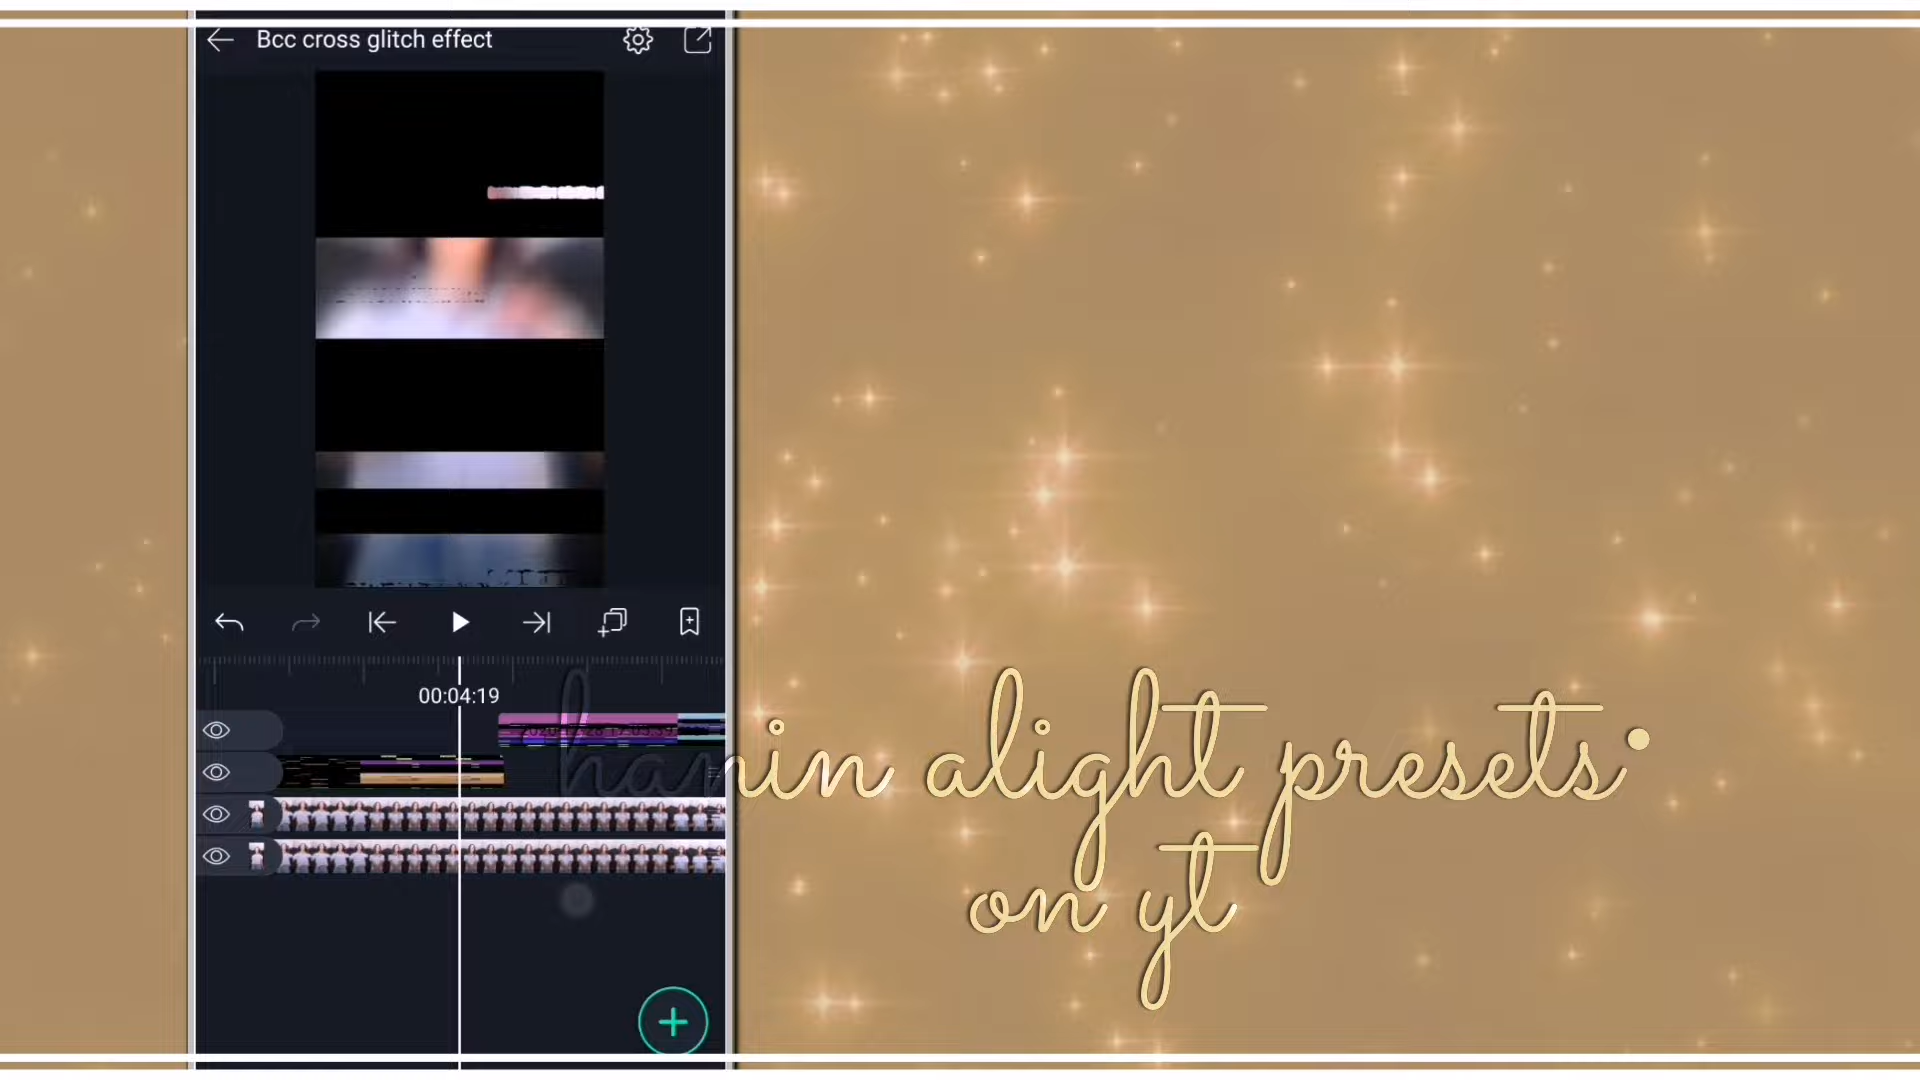 Bcc cross glitch effect
00:04:19
hanin alight presets
on yt